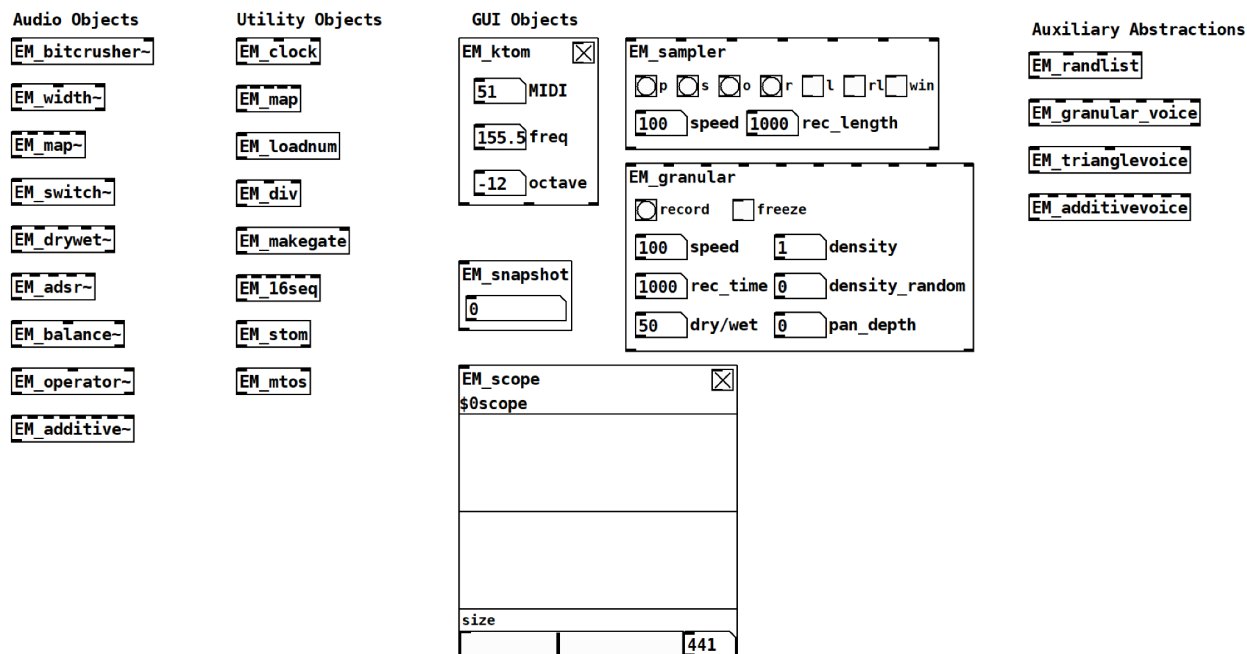 Audio Objects
EM_bitcrusher~
EM_width~
EM_map~
EM_switch~
EM_drywet~
EM_adsr~
EM_balance~
EM_operator~
EM_additive~
Utility Objects
EM_clock
EM_map
EM_loadnum
EM_div
EM_makegate
EM_16seq
EM_stom
EM_mtos
GUI Objects
EM_ktom
51 MIDI
155.5 freq
-12 octave
EM_snapshot
0
EM_scope
$0scope
size
441
EM_sampler
p s o r l rl win
100 speed 1000 rec_length
EM_granular
record freeze
100 speed 1 density
1000 rec_time 0 density_random
50 dry/wet 0 pan_depth
Auxiliary Abstractions
EM_randlist
EM_granular_voice
EM_trianglevoice
EM_additivevoice